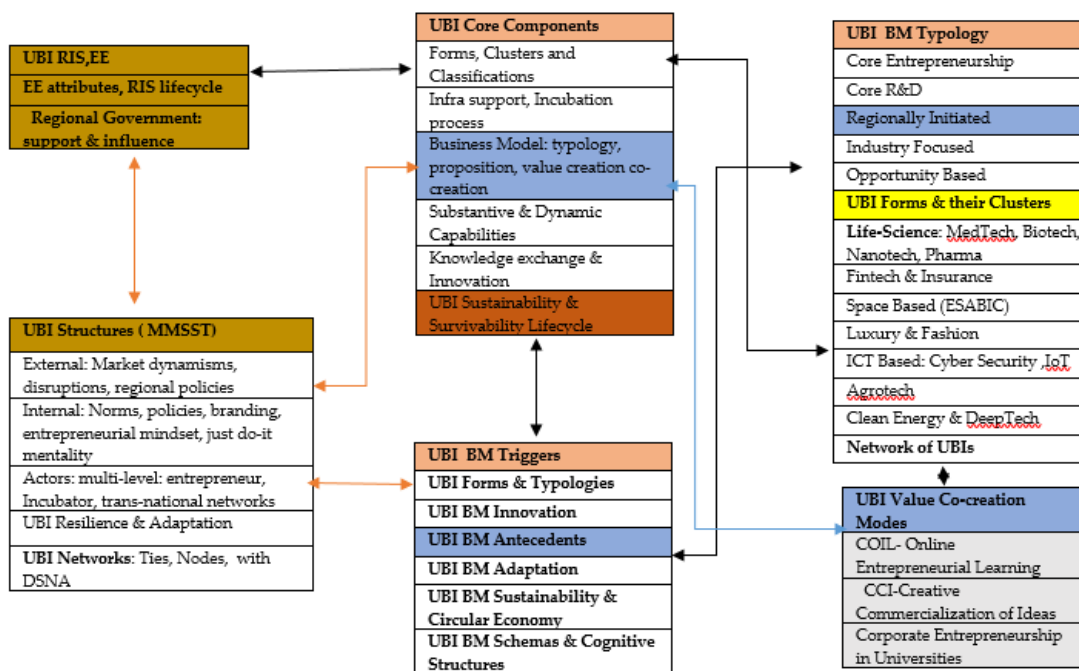 UBI RIS,EE
EE attributes, RIS lifecycle
Regional Government:
support & influence
UBI Structures ( MMSST)
External: Market dynamisms,
disruptions, regional policies
Internal: Norms, policies, branding,
entrepreneurial mindset, just do-it
mentality
Actors: multi-level: entrepreneur,
Incubator, trans-national networks
UBI Resilience & Adaptation
UBI Networks: Ties, Nodes, with
DSNA
UBI Core Components
Forms, Clusters and
Classifications
Infra support, Incubation
process
Business Model: typology,
proposition, value creation co-
creation
Substantive & Dynamic
Capabilities
Knowledge exchange &
Innovation
UBI Sustainability &
Survivability Lifecycle
UBI BM Triggers
UBI Forms & Typologies
UBI BM Innovation
UBI BM Antecedents
UBI BM Adaptation
UBI BM Sustainability &
Circular Economy
UBI BM Schemas & Cognitive
Structures
UBI BM Typology
Core Entrepreneurship
Core R&D
Regionally Initiated
Industry Focused
Opportunity Based
UBI Forms & their Clusters
Life-Science: MedTech, Biotech,
Nanotech, Pharma
Fintech & Insurance
Space Based (ESABIC)
Luxury & Fashion
ICT Based: Cyber Security ,IoT
Agrotech
Clean Energy & DeepTech
Network of UBIs
UBI Value Co-creation
Modes
COIL- Online
Entrepreneurial Learning
CCI-Creative
Commercialization of Ideas
Corporate Entrepreneurship
in Universities